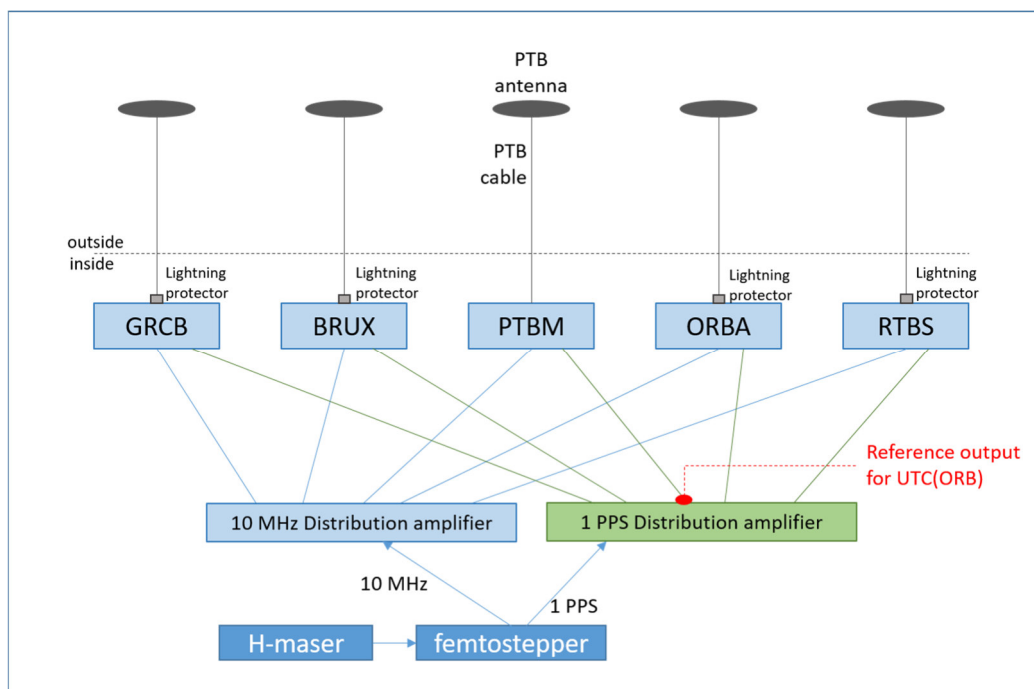 PTB
antenna
PTB
cable
outside
inside
Lightning
protector
Lightning
protector
Lightning
protector
Lightning
protector
GRCB
BRUX
PTBM
ORBA
RTBS
Reference output
for UTC(ORB)
10 MHz Distribution amplifier
1 PPS Distribution amplifier
10 MHz
1 PPS
H-maser
femtostepper